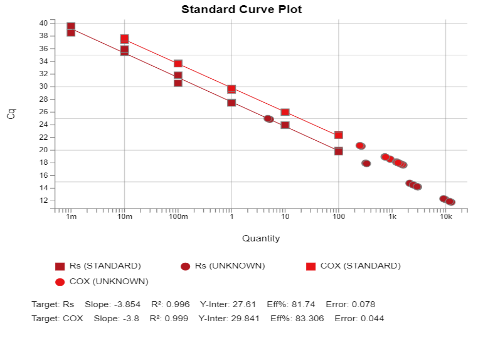 Standard Curve Plot
40
38
36
34
32
30
28
26
24
22
20
18
16
14
12
Cq
1m 10m 100m 1 10 100 1k 10k
Quantity
Rs (STANDARD) Rs (UNKNOWN) COX (STANDARD)
COX (UNKNOWN)
Target: Rs Slope: -3.854 R²: 0.996 Y-Inter: 27.61 Eff%: 81.74 Error: 0.078
Target: COX Slope: -3.8 R²: 0.999 Y-Inter: 29.841 Eff%: 83.306 Error: 0.044